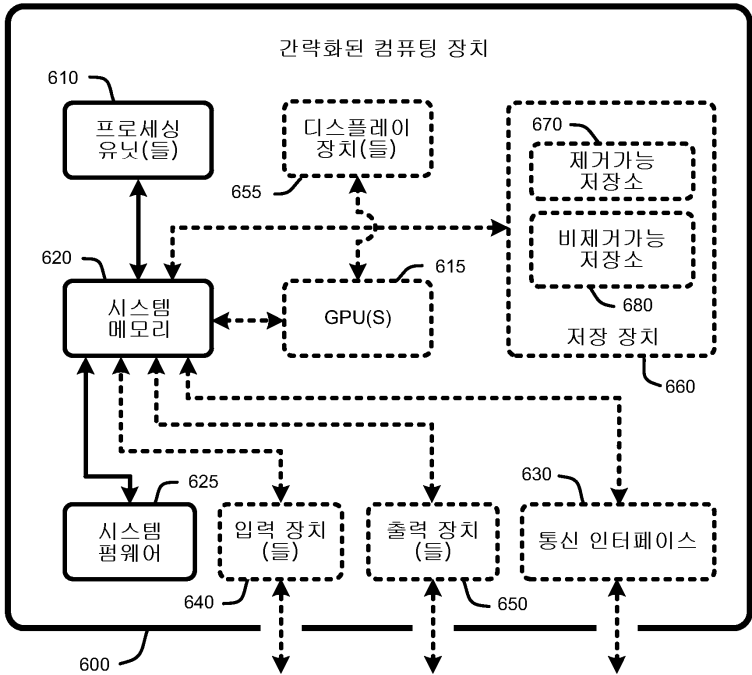 간략화된 컴퓨팅 장치
610
프로세싱
유닛(들)
디스플레이
장치(들)
655
670
제거가능
저장소
비제거가능
저장소
680
저장 장치
660
620
시스템
메모리
615
GPU(S)
625
시스템
펌웨어
입력 장치
(들)
640
출력 장치
(들)
650
630
통신 인터페이스
600